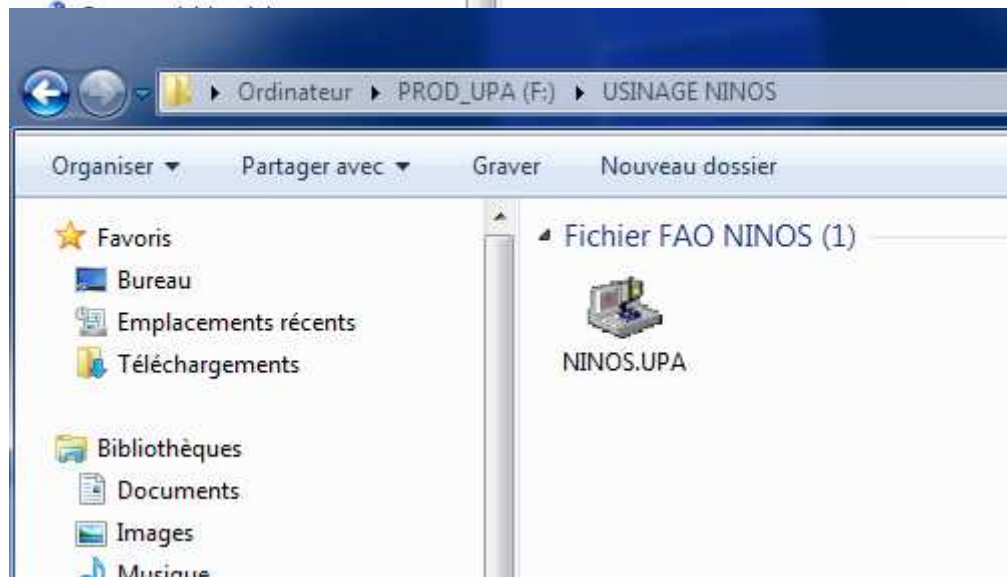 Ordinateur PROD_UPA (F:) USINAGE NINOS
Organiser Partager avec Graver Nouveau dossier
Favoris
Bureau
Emplacements récents
Téléchargements
Bibliothèques
Documents
Images
Musique
Fichier FAO NINOS (1)
NINOS.UPA